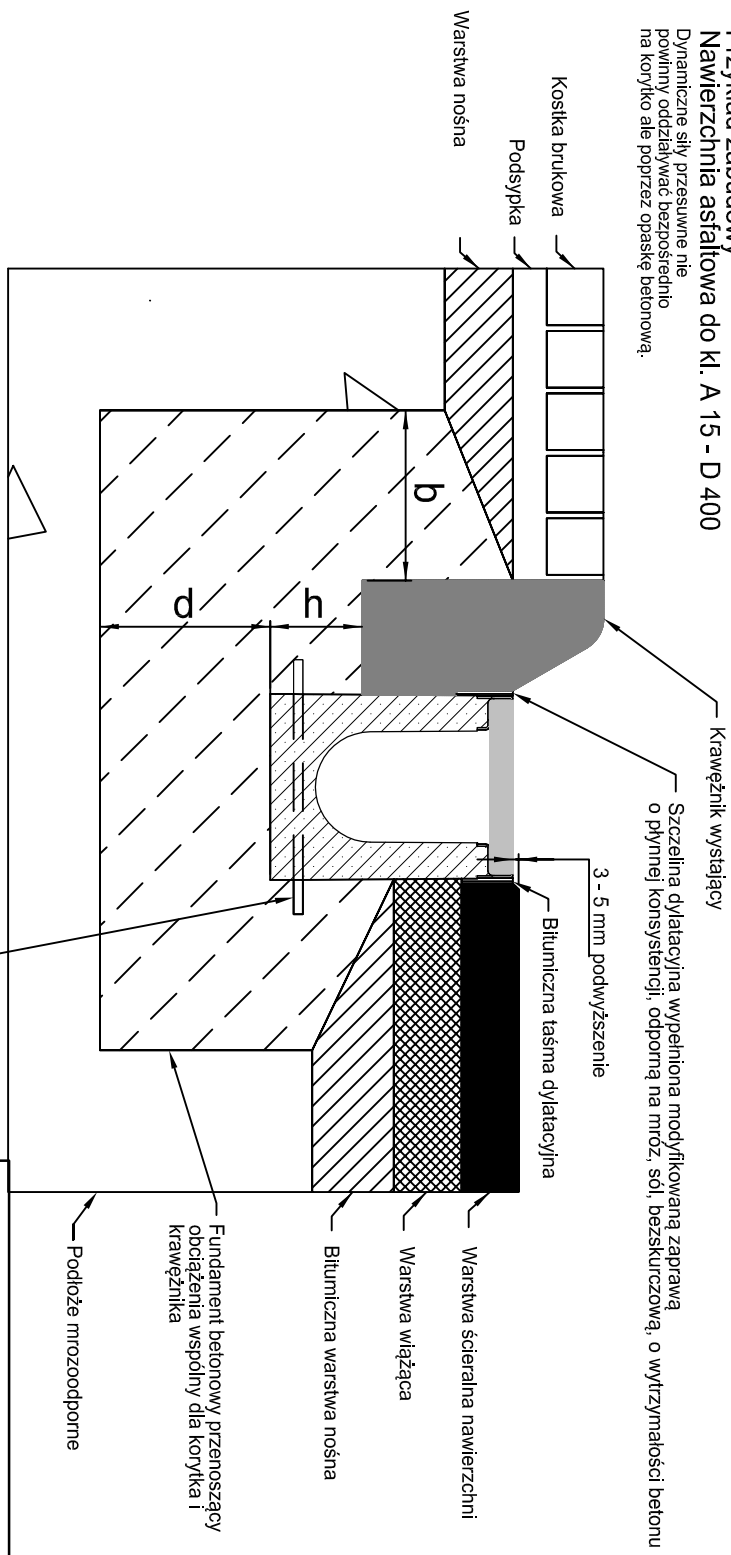 Przykład zabudowy
Nawierzchnia asfaltowa do kl. A 15 - D 400
Dynamiczne siły przesuwne nie
powinny oddziaływać bezpośrednio
na korytko ale poprzez opaskę betonową.
Kostka brukowa
Podsypka
Warstwa nośna
Krawężnik wystający
Szczelina dylatacyjna wypełniona modyfikowaną zaprawą
o płynnej konsystencji, odporną na mróz, sól, bezskurczową, o wytrzymałości betonu
3 - 5 mm podwyższenie
Bitumiczna taśma dylatacyjna
b
h
d
Warstwa ścieralna nawierzchni
Warstwa wiążąca
Bitumiczna warstwa nośna
Fundament betonowy przenoszący
obciążenia wspólny dla korytka i
krawężnika
Podłoże mrozoodporne